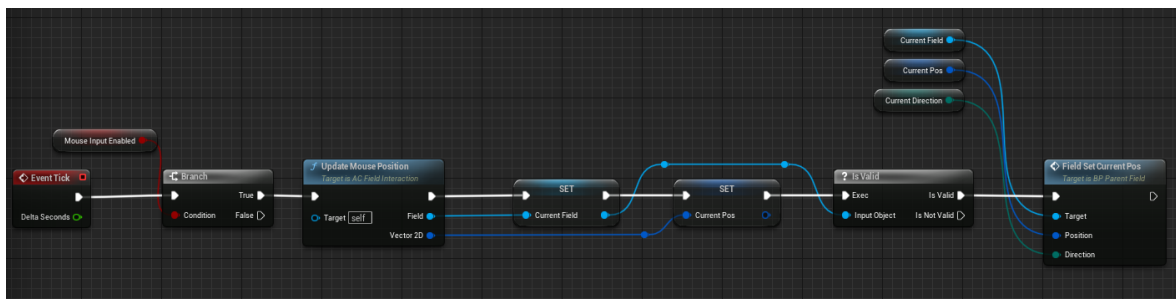 Current Field
Current Pos
Current Direction
Mouse Input Enabled
Event Tick
Delta Seconds
Branch
True
Condition
False
Update Mouse Position
Target is AC Field Interaction
Target self
Field
Vector 2D
SET
Current Field
SET
Current Pos
? Is Valid
Exec
Is Valid
Input Object
Is Not Valid
Field Set Current Pos
Target is BP Parent Field
Target
Position
Direction